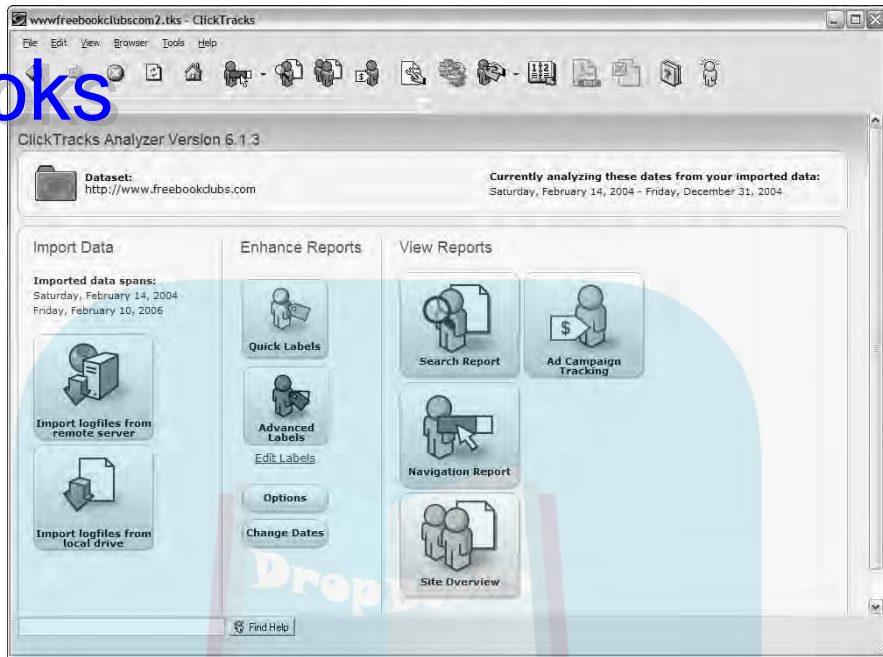 wwwfreebookclubscom2.tks - ClickTracks
File Edit View Browser Tools Help
oks
ClickTracks Analyzer Version 6.1.3
Dataset:
http://www.freebookclubs.com
Currently analyzing these dates from your imported data:
Saturday, February 14, 2004 - Friday, December 31, 2004
Import Data
Imported data spans:
Saturday, February 14, 2004
Friday, February 10, 2006
Import logfiles from
remote server
Import logfiles from
local drive
Enhance Reports
Quick Labels
Advanced
Labels
Edit Labels
Options
Change Dates
View Reports
Search Report
Ad Campaign
Tracking
Navigation Report
Site Overview
Find Help